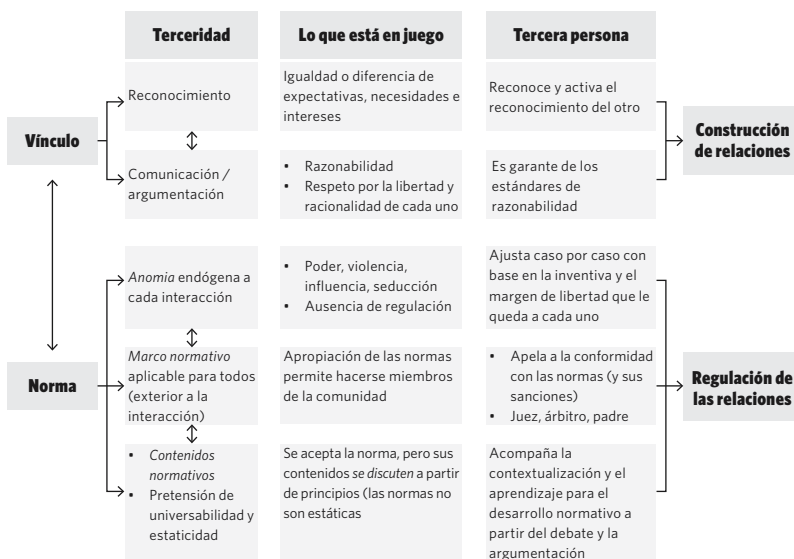 Terceridad
Lo que está en juego
Tercera persona
Vínculo
Reconocimiento
Igualdad o diferencia de
expectativas, necesidades e
intereses
Reconoce y activa el
reconocimiento del otro
Construcción
de relaciones
Comunicación /
argumentación
• Razonabilidad
• Respeto por la libertad y
racionalidad de cada uno
Es garante de los
estándares de
razonabilidad
Norma
Anomia endógena a
cada interacción
• Poder, violencia,
influencia, seducción
• Ausencia de regulación
Ajusta caso por caso con
base en la inventiva y el
margen de libertad que le
queda a cada uno
Marco normativo
aplicable para todos
(exterior a la
interacción)
Apropiación de las normas
permite hacerse miembros
de la comunidad
• Apela a la conformidad
con las normas (y sus
sanciones)
• Juez, árbitro, padre
Regulación de
las relaciones
• Contenidos
normativos
• Pretensión de
universabilidad y
estaticidad
Se acepta la norma, pero sus
contenidos se discuten a partir
de principios (las normas no
son estáticas
Acompaña la
contextualización y el
aprendizaje para el
desarrollo normativo a
partir del debate y la
argumentación